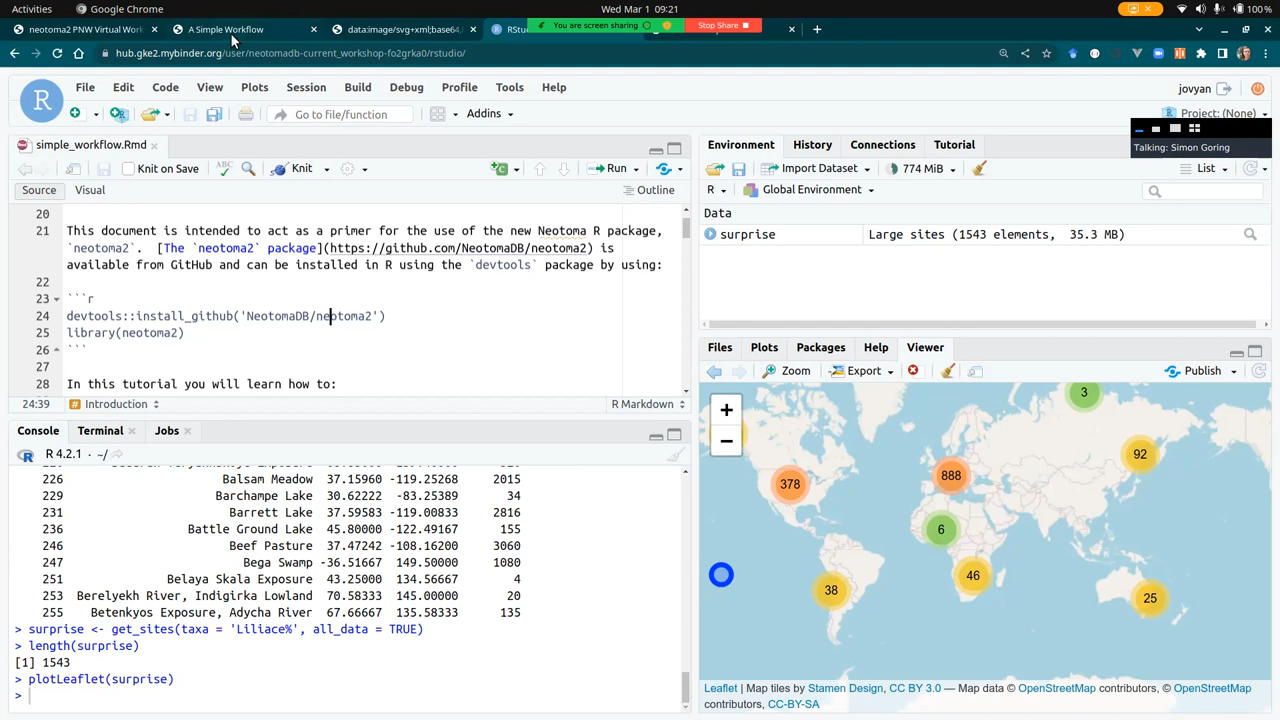 Activities
Google Chrome
Wed Mar 1 09:21
100 %
neotoma2 PNW Virtual Work
A Simple Workflow
data:image/svg+xml;base64,
RStu
You are screen sharing
Stop Share
hub.gke2.mybinder.org/user/neotomadb-current_workshop-fo2grka0/rstudio/
File Edit Code View Plots Session Build Debug Profile Tools Help
jovyan
Go to file/function
Addins
Project: (None)
Talking: Simon Goring
simple_workflow.Rmd
Knit on Save
ABC
Knit
Run
Source
Visual
Outline
20
21 This document is intended to act as a primer for the use of the new Neotoma R package,
`neotoma2`. [The `neotoma2` package](https://github.com/NeotomaDB/neotoma2) is
available from GitHub and can be installed in R using the `devtools` package by using:
22
23 ```r
24 devtools::install_github('NeotomaDB/neotoma2')
25 library(neotoma2)
26 ```
27
28 In this tutorial you will learn how to:
24:39
# Introduction
R Markdown
Console
Terminal
Jobs
R 4.2.1 · ~/
226 Balsam Meadow 37.15960 -119.25268 2015
229 Barchampe Lake 30.62222 -83.25389 34
231 Barrett Lake 37.59583 -119.00833 2816
236 Battle Ground Lake 45.80000 -122.49167 155
246 Beef Pasture 37.47242 -108.16200 3060
247 Bega Swamp -36.51667 149.50000 1080
251 Belaya Skala Exposure 43.25000 134.56667 4
253 Berelyekh River, Indigirka Lowland 70.58333 145.00000 20
255 Betenkyos Exposure, Adycha River 67.66667 135.58333 135
> surprise <- get_sites(taxa = 'Liliace%', all_data = TRUE)
> length(surprise)
[1] 1543
> plotLeaflet(surprise)
>
Environment
History
Connections
Tutorial
Import Dataset
774 MiB
List
R
Global Environment
Data
surprise
Large sites (1543 elements, 35.3 MB)
Files
Plots
Packages
Help
Viewer
Zoom
Export
Publish
+
−
3
92
378
888
6
46
38
25
Leaflet | Map tiles by Stamen Design, CC BY 3.0 — Map data © OpenStreetMap contributors, © OpenStreetMap
contributors, CC-BY-SA